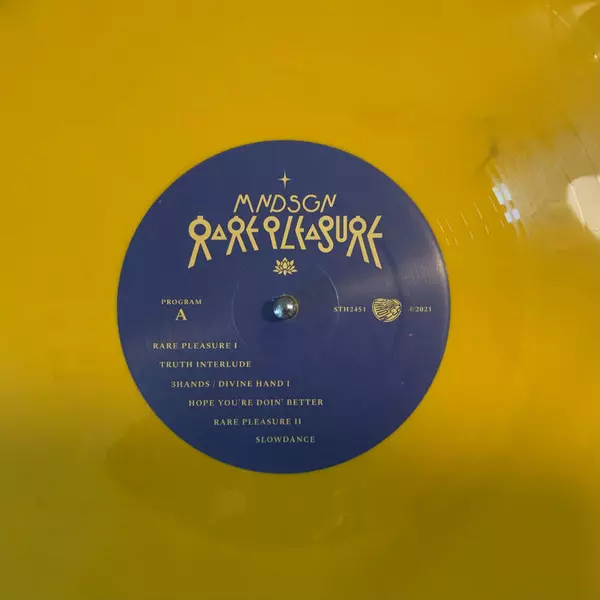 MNDSGN
RARE PLEASURE
PROGRAM
A
STH2451
©2021
RARE PLEASURE I
TRUTH INTERLUDE
3HANDS / DIVINE HAND I
HOPE YOU'RE DOIN' BETTER
RARE PLEASURE II
SLOWDANCE